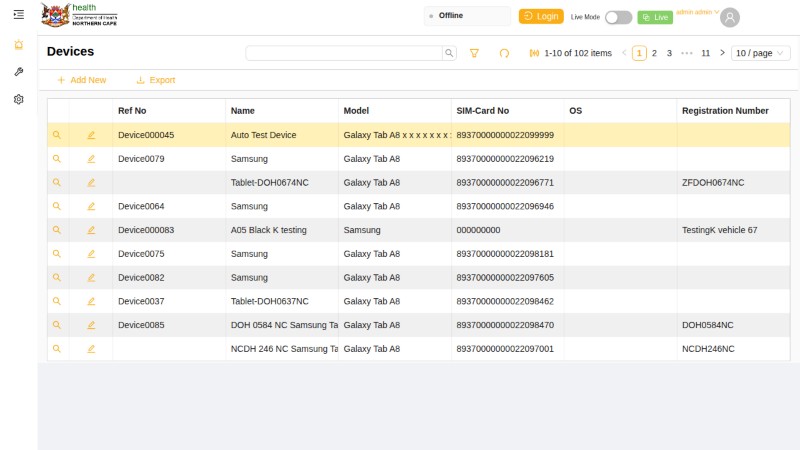 health
Department of Health
NORTHERN CAPE
Offline
Login
Live Mode
Live
admin admin
Devices
1-10 of 102 items
1 2 3 ••• 11
10 / page
Add New
Export
Ref No Name Model SIM-Card No OS Registration Number
Device000045 Auto Test Device Galaxy Tab A8 x x x x x x x 89370000000022099999
Device0079 Samsung Galaxy Tab A8 89370000000022096219
Tablet-DOH0674NC Galaxy Tab A8 89370000000022096771 ZFDOH0674NC
Device0064 Samsung Galaxy Tab A8 89370000000022096946
Device000083 A05 Black K testing Samsung 000000000 TestingK vehicle 67
Device0075 Samsung Galaxy Tab A8 89370000000022098181
Device0082 Samsung Galaxy Tab A8 89370000000022097605
Device0037 Tablet-DOH0637NC Galaxy Tab A8 89370000000022098462
Device0085 DOH 0584 NC Samsung Ta Galaxy Tab A8 89370000000022098470 DOH0584NC
NCDH 246 NC Samsung Ta Galaxy Tab A8 89370000000022097001 NCDH246NC